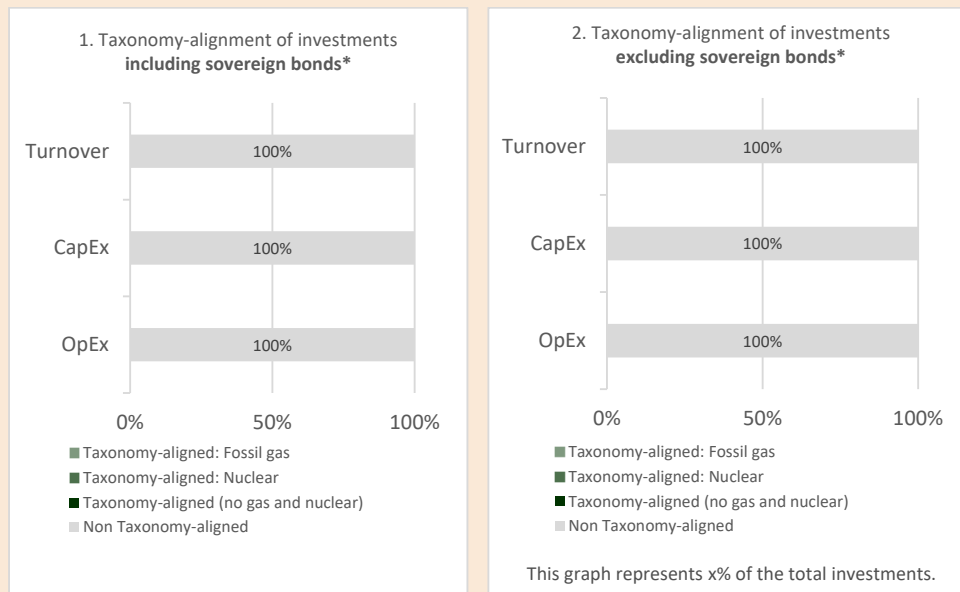 1. Taxonomy-alignment of investments
including sovereign bonds*
Turnover
100%
CapEx
100%
OpEx
100%
0%
50%
100%
Taxonomy-aligned: Fossil gas
Taxonomy-aligned: Nuclear
Taxonomy-aligned (no gas and nuclear)
Non Taxonomy-aligned
2. Taxonomy-alignment of investments
excluding sovereign bonds*
Turnover
100%
CapEx
100%
OpEx
100%
0%
50%
100%
Taxonomy-aligned: Fossil gas
Taxonomy-aligned: Nuclear
Taxonomy-aligned (no gas and nuclear)
Non Taxonomy-aligned
This graph represents x% of the total investments.